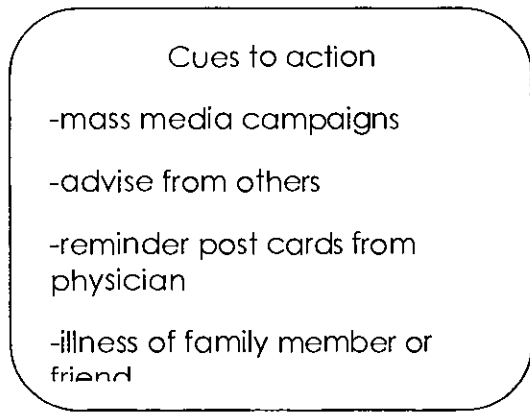 Cues to action
-mass media campaigns
-advise from others
-reminder post cards from
physician
-illness of family member or
friend